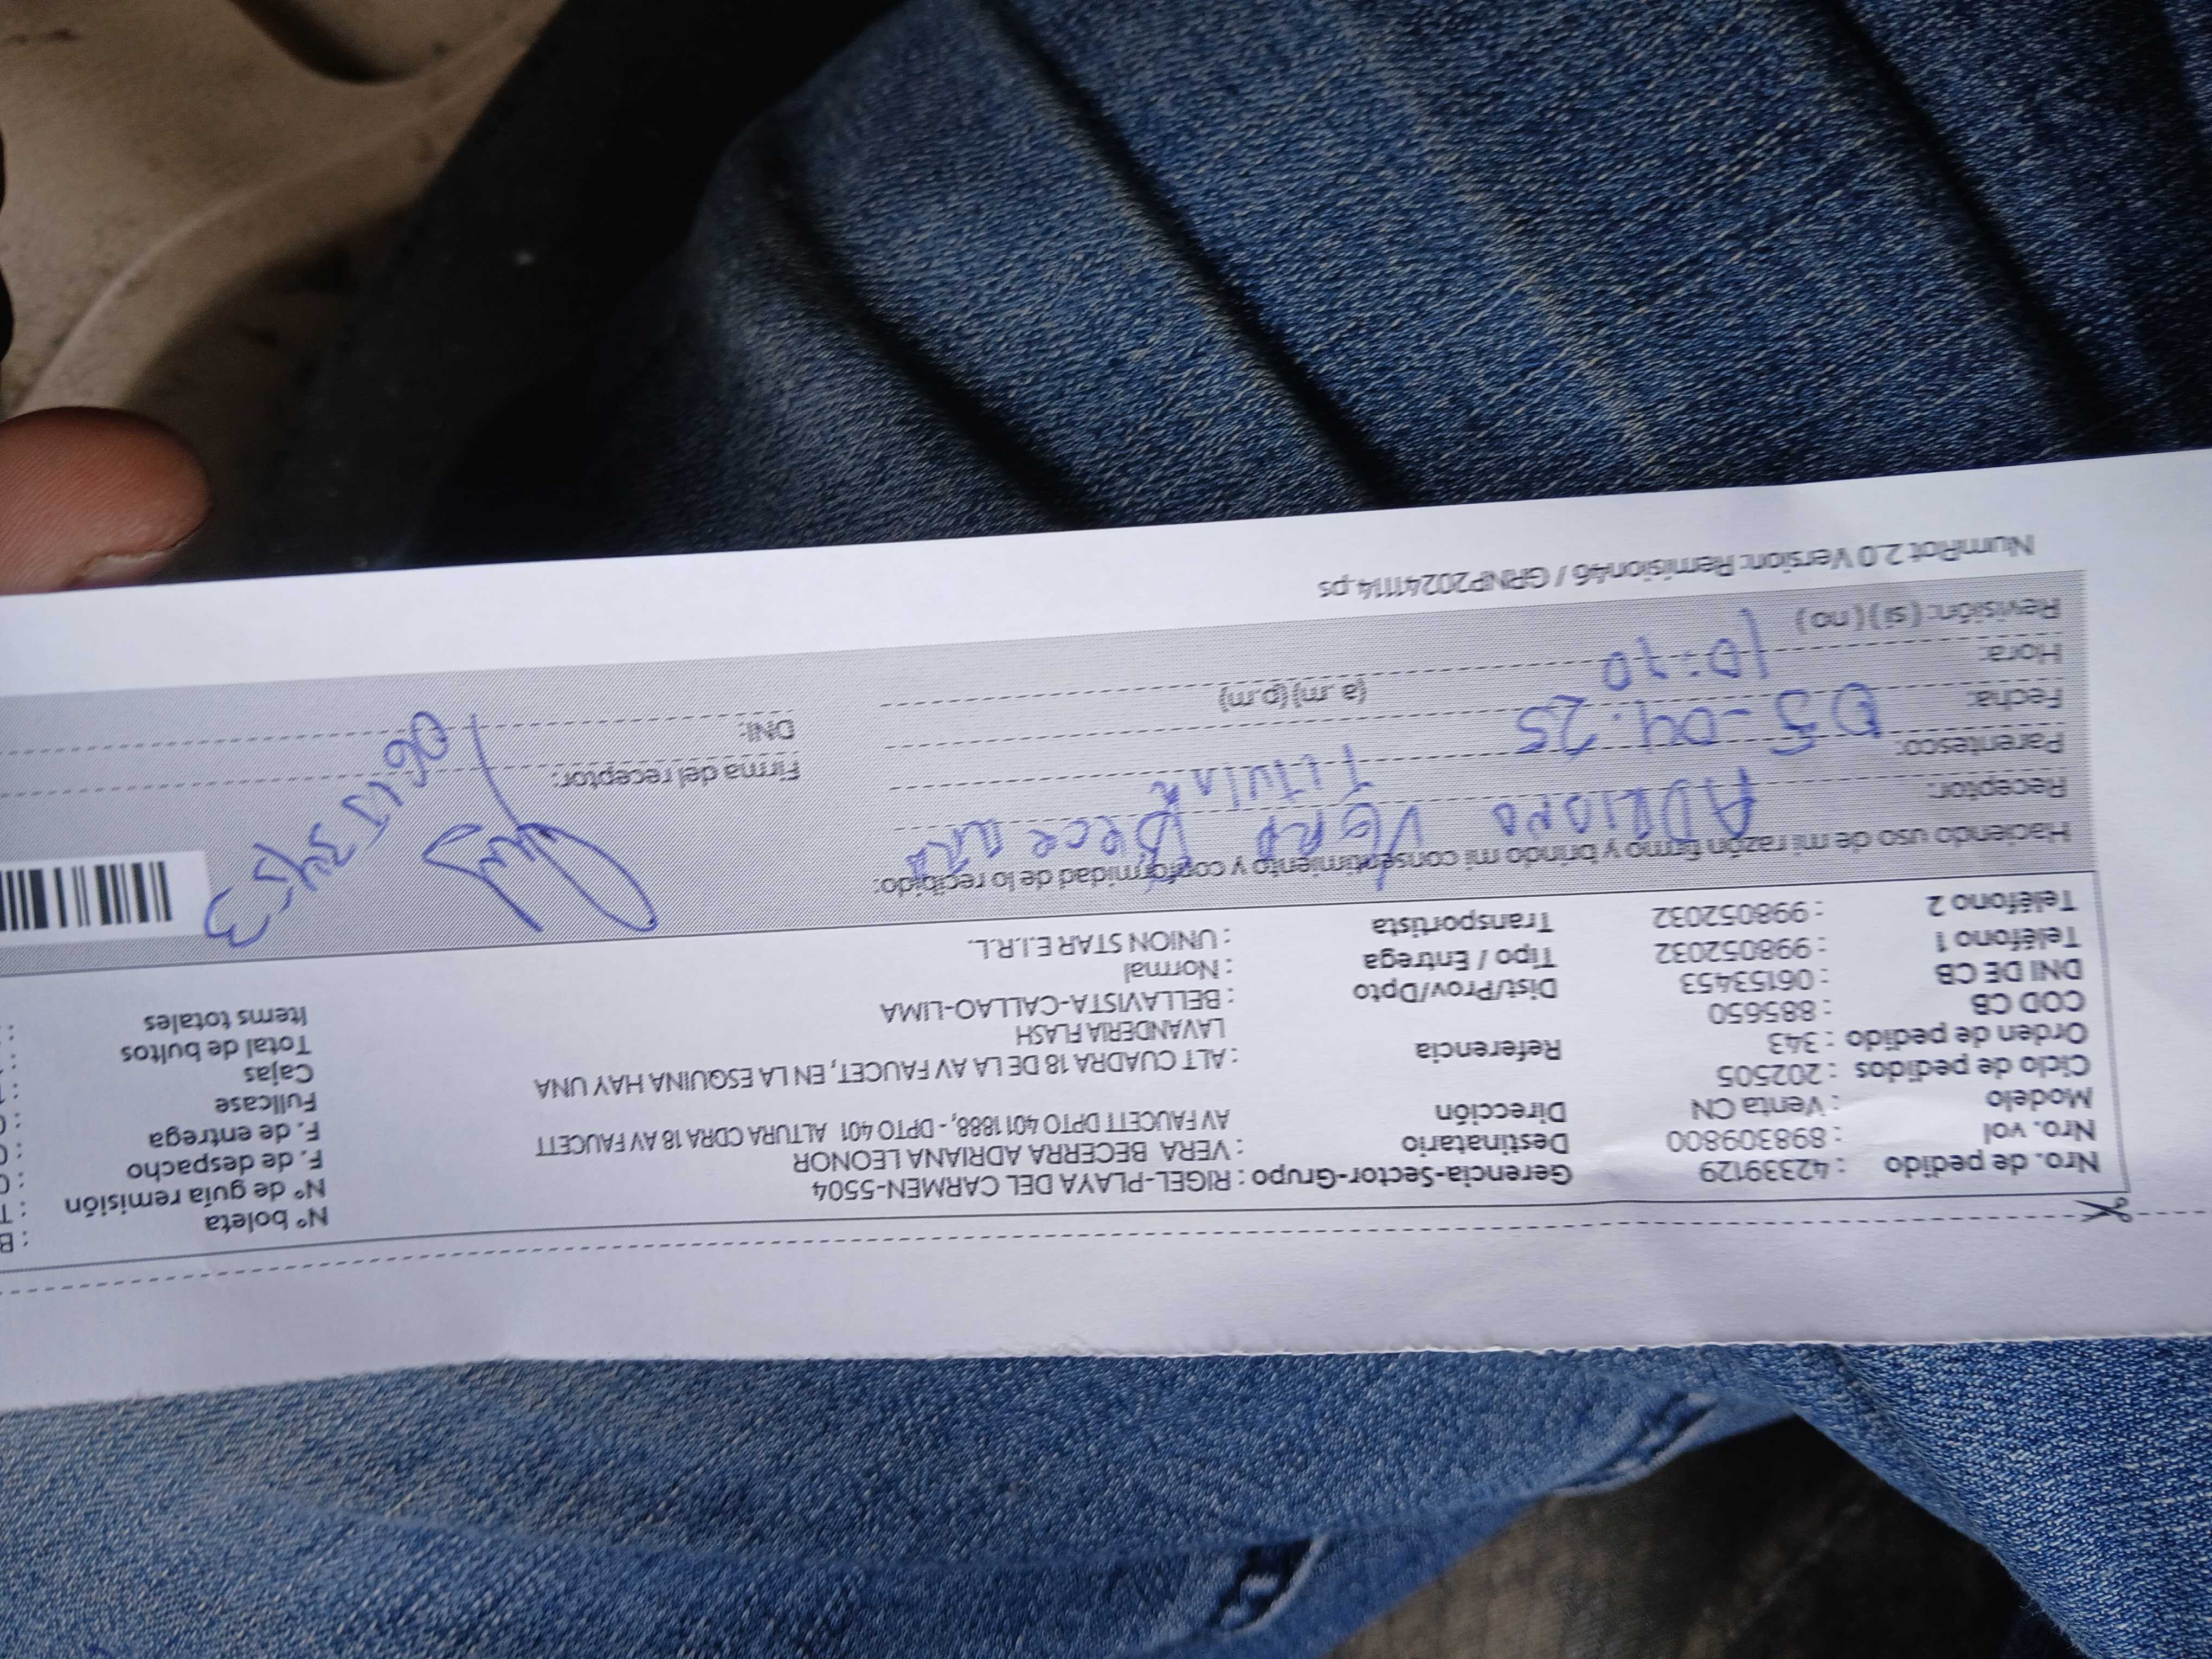 Nro. de pedido : 42339129 Gerencia-Sector-Grupo : RIGEL-PLAYA DEL CARMEN-5504 N° boleta : B
Nro. vol : 898309800 Destinatario : VERA BECERRA ADRIANA LEONOR N° de guía remisión : T
Modelo : Venta CN Dirección AV FAUCETT DPTO 401 1888, - DPTO 401 ALTURA CDRA 18 AV FAUCETT F. de despacho : 0
Ciclo de pedidos : 202505 F. de entrega : 0
Orden de pedido : 343 Referencia : ALT CUADRA 18 DE LA AV FAUCET, EN LA ESQUINA HAY UNA Fullcase :
COD CB : 885650 LAVANDERIA FLASH Cajas :
DNI DE CB : 06153453 Dist/Prov/Dpto : BELLAVISTA-CALLAO-LIMA Total de bultos :
Teléfono 1 : 998052032 Tipo / Entrega : Normal Items totales :
Teléfono 2 : 998052032 Transportista : UNION STAR E.I.R.L.
Haciendo uso de mi razón firmo y brindo mi consentimiento y conformidad de lo recibido:
Receptor: ADRIANA VERA Becerra
Parentesco: Titular Firma del receptor:
Fecha: 05-04.25 DNI: 06153453
Hora: 10:10 (a.m)(p.m)
Revisión: (si)(no)
NumRot 2.0 Version: Remision46 / GRNP20241114.ps